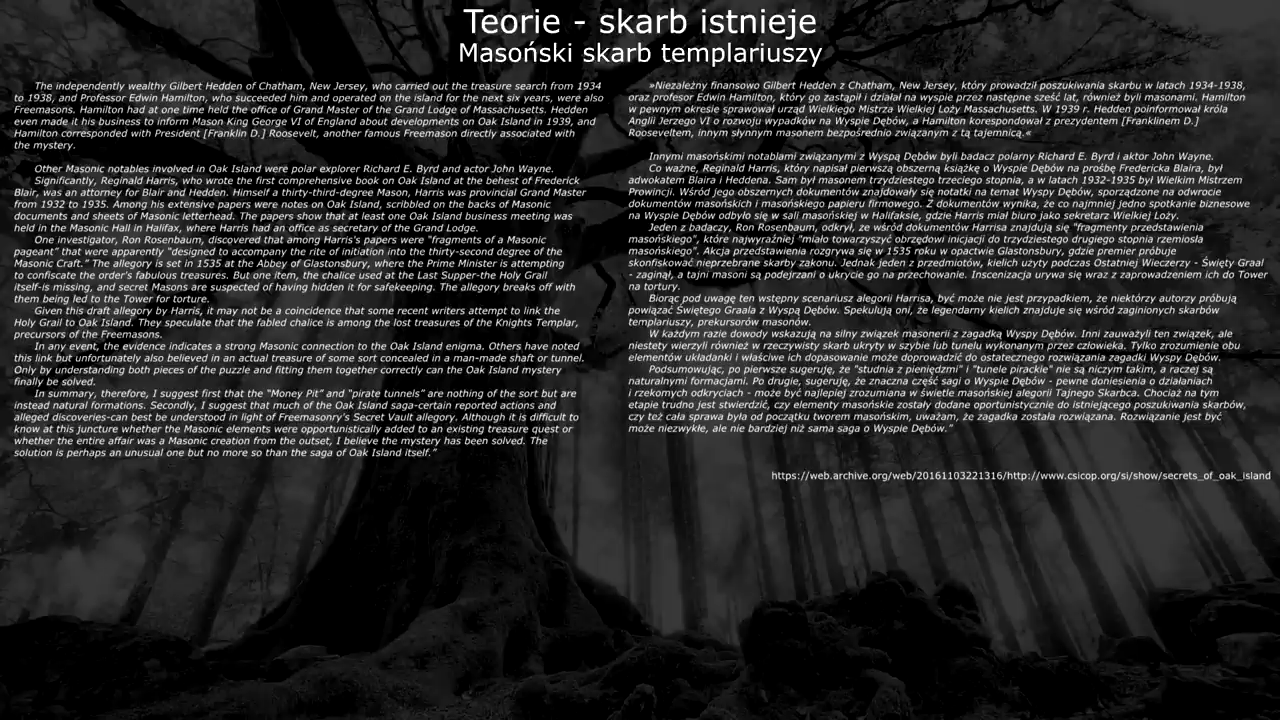 Teorie - skarb istnieje
Masoński skarb templariuszy
The independently wealthy Gilbert Hedden of Chatham, New Jersey, who carried out the treasure search from 1934
to 1938, and Professor Edwin Hamilton, who succeeded him and operated on the island for the next six years, were also
Freemasons. Hamilton had at one time held the office of Grand Master of the Grand Lodge of Massachusetts. Hedden
even made it his business to inform Mason King George VI of England about developments on Oak Island in 1939, and
Hamilton corresponded with President [Franklin D.] Roosevelt, another famous Freemason directly associated with
the mystery.
Other Masonic notables involved in Oak Island were polar explorer Richard E. Byrd and actor John Wayne.
Significantly, Reginald Harris, who wrote the first comprehensive book on Oak Island at the behest of Frederick
Blair, was an attorney for Blair and Hedden. Himself a thirty-third-degree Mason, Harris was provincial Grand Master
from 1932 to 1935. Among his extensive papers were notes on Oak Island, scribbled on the backs of Masonic
documents and sheets of Masonic letterhead. The papers show that at least one Oak Island business meeting was
held in the Masonic Hall in Halifax, where Harris had an office as secretary of the Grand Lodge.
One investigator, Ron Rosenbaum, discovered that among Harris's papers were "fragments of a Masonic
pageant" that were apparently "designed to accompany the rite of initiation into the thirty-second degree of the
Masonic Craft.” The allegory is set in 1535 at the Abbey of Glastonbury, where the Prime Minister is attempting
to confiscate the order's fabulous treasures. But one item, the chalice used at the Last Supper-the Holy Grail
itself-is missing, and secret Masons are suspected of having hidden it for safekeeping. The allegory breaks off with
them being led to the Tower for torture.
Given this draft allegory by Harris, it may not be a coincidence that some recent writers attempt to link the
Holy Grail to Oak Island. They speculate that the fabled chalice is among the lost treasures of the Knights Templar,
precursors of the Freemasons.
In any event, the evidence indicates a strong Masonic connection to the Oak Island enigma. Others have noted
this link but unfortunately also believed in an actual treasure of some sort concealed in a man-made shaft or tunnel.
Only by understanding both pieces of the puzzle and fitting them together correctly can the Oak Island mystery
finally be solved.
In summary, therefore, I suggest first that the “Money Pit” and “pirate tunnels” are nothing of the sort but are
instead natural formations. Secondly, I suggest that much of the Oak Island saga-certain reported actions and
alleged discoveries-can best be understood in light of Freemasonry's Secret Vault allegory. Although it is difficult to
know at this juncture whether the Masonic elements were opportunistically added to an existing treasure quest or
whether the entire affair was a Masonic creation from the outset, I believe the mystery has been solved. The
solution is perhaps an unusual one but no more so than the saga of Oak Island itself.”
»Niezależny finansowo Gilbert Hedden z Chatham, New Jersey, który prowadził poszukiwania skarbu w latach 1934-1938,
oraz profesor Edwin Hamilton, który go zastąpił i działał na wyspie przez następne sześć lat, również byli masonami. Hamilton
w pewnym okresie sprawował urząd Wielkiego Mistrza Wielkiej Loży Massachusetts. W 1939 r. Hedden poinformował króla
Anglii Jerzego VI o rozwoju wypadków na Wyspie Dębów, a Hamilton korespondował z prezydentem [Franklinem D.]
Rooseveltem, innym słynnym masonem bezpośrednio związanym z tą tajemnicą.«
Innymi masońskimi notablami związanymi z Wyspą Dębów byli badacz polarny Richard E. Byrd i aktor John Wayne.
Co ważne, Reginald Harris, który napisał pierwszą obszerną książkę o Wyspie Dębów na prośbę Fredericka Blaira, był
adwokatem Blaira i Heddena. Sam był masonem trzydziestego trzeciego stopnia, a w latach 1932-1935 był Wielkim Mistrzem
Prowincji. Wśród jego obszernych dokumentów znajdowały się notatki na temat Wyspy Dębów, sporządzone na odwrocie
dokumentów masońskich i masońskiego papieru firmowego. Z dokumentów wynika, że co najmniej jedno spotkanie biznesowe
na Wyspie Dębów odbyło się w sali masońskiej w Halifaksie, gdzie Harris miał biuro jako sekretarz Wielkiej Loży.
Jeden z badaczy, Ron Rosenbaum, odkrył, że wśród dokumentów Harrisa znajdują się "fragmenty przedstawienia
masońskiego", które najwyraźniej "miało towarzyszyć obrzędowi inicjacji do trzydziestego drugiego stopnia rzemiosła
masońskiego". Akcja przedstawienia rozgrywa się w 1535 roku w opactwie Glastonsbury, gdzie premier próbuje
skonfiskować nieprzebrane skarby zakonu. Jednak jeden z przedmiotów, kielich użyty podczas Ostatniej Wieczerzy - Święty Graal
- zaginął, a tajni masoni są podejrzani o ukrycie go na przechowanie. Inscenizacja urywa się wraz z zaprowadzeniem ich do Tower
na tortury.
Biorąc pod uwagę ten wstępny scenariusz alegorii Harrisa, być może nie jest przypadkiem, że niektórzy autorzy próbują
powiązać Świętego Graala z Wyspą Dębów. Spekulują oni, że legendarny kielich znajduje się wśród zaginionych skarbów
templariuszy, prekursorów masonów.
W każdym razie dowody wskazują na silny związek masonerii z zagadką Wyspy Dębów. Inni zauważyli ten związek, ale
niestety wierzyli również w rzeczywisty skarb ukryty w szybie lub tunelu wykonanym przez człowieka. Tylko zrozumienie obu
elementów układanki i właściwe ich dopasowanie może doprowadzić do ostatecznego rozwiązania zagadki Wyspy Dębów.
Podsumowując, po pierwsze sugeruję, że "studnia z pieniędzmi" i "tunele pirackie" nie są niczym takim, a raczej są
naturalnymi formacjami. Po drugie, sugeruję, że znaczna część sagi o Wyspie Dębów - pewne doniesienia o działaniach
i rzekomych odkryciach - może być najlepiej zrozumiana w świetle masońskiej alegorii Tajnego Skarbca. Chociaż na tym
etapie trudno jest stwierdzić, czy elementy masońskie zostały dodane oportunistycznie do istniejącego poszukiwania skarbów,
czy też cała sprawa była od początku tworem masońskim, uważam, że zagadka została rozwiązana. Rozwiązanie jest być
może niezwykłe, ale nie bardziej niż sama saga o Wyspie Dębów.”
https://web.archive.org/web/20161103221316/http://www.csicop.org/si/show/secrets_of_oak_island